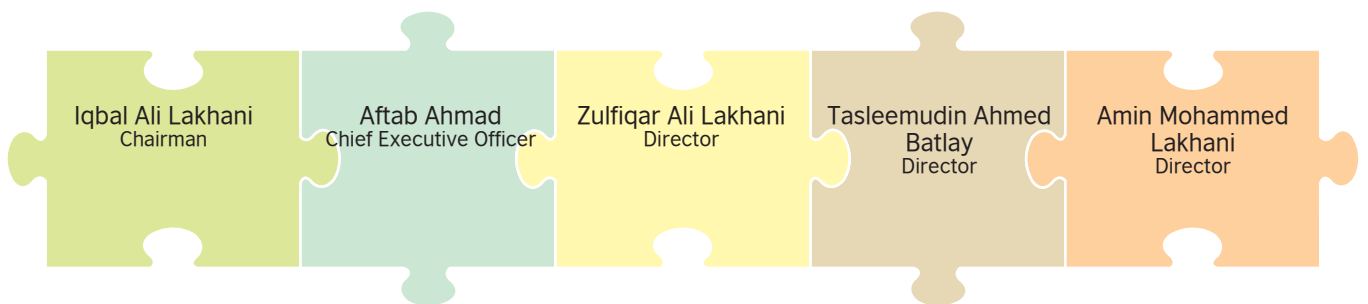 Iqbal Ali Lakhani
Chairman
Aftab Ahmad
Chief Executive Officer
Zulfiqar Ali Lakhani
Director
Tasleemudin Ahmed
Batlay
Director
Amin Mohammed
Lakhani
Director